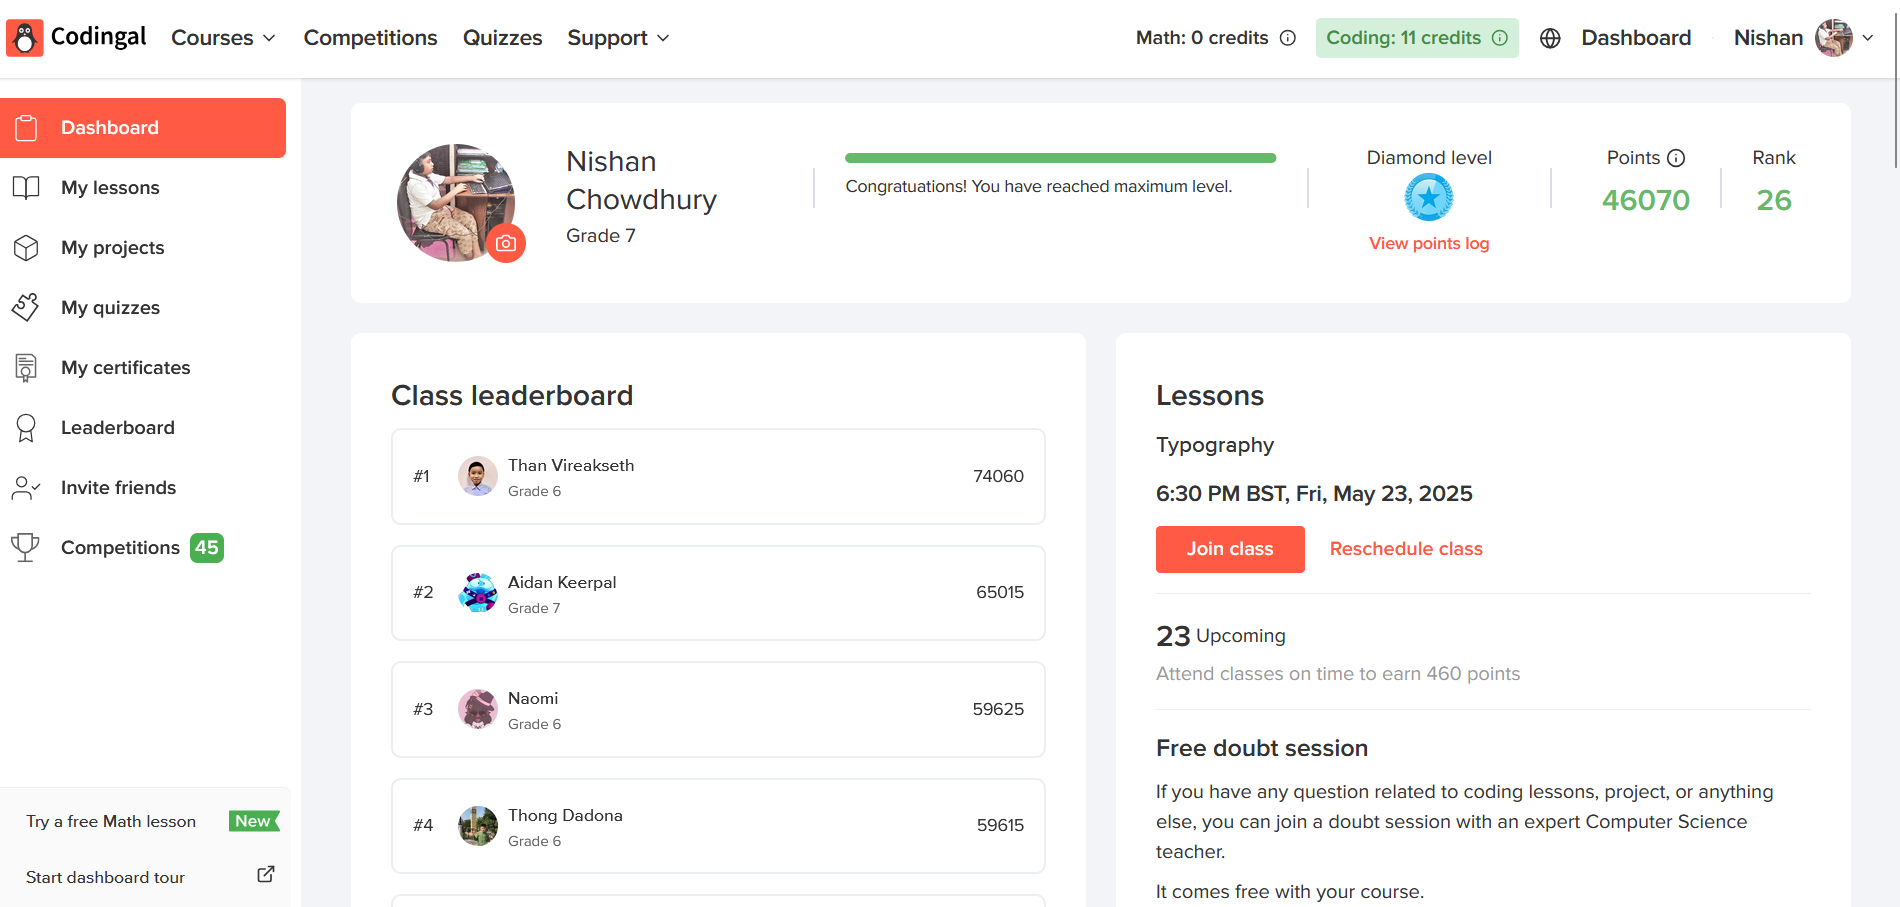 Codingal
Courses
Competitions
Quizzes
Support
Math: 0 credits
Coding: 11 credits
Dashboard
Nishan
Dashboard
My lessons
My projects
My quizzes
My certificates
Leaderboard
Invite friends
Competitions 45
Try a free Math lesson New
Start dashboard tour
Nishan
Chowdhury
Grade 7
Congratuations! You have reached maximum level.
Diamond level
View points log
Points
46070
Rank
26
Class leaderboard
#1 Than Vireakseth 74060
Grade 6
#2 Aidan Keerpal 65015
Grade 7
#3 Naomi 59625
Grade 6
#4 Thong Dadona 59615
Grade 6
Lessons
Typography
6:30 PM BST, Fri, May 23, 2025
Join class Reschedule class
23 Upcoming
Attend classes on time to earn 460 points
Free doubt session
If you have any question related to coding lessons, project, or anything
else, you can join a doubt session with an expert Computer Science
teacher.
It comes free with your course.